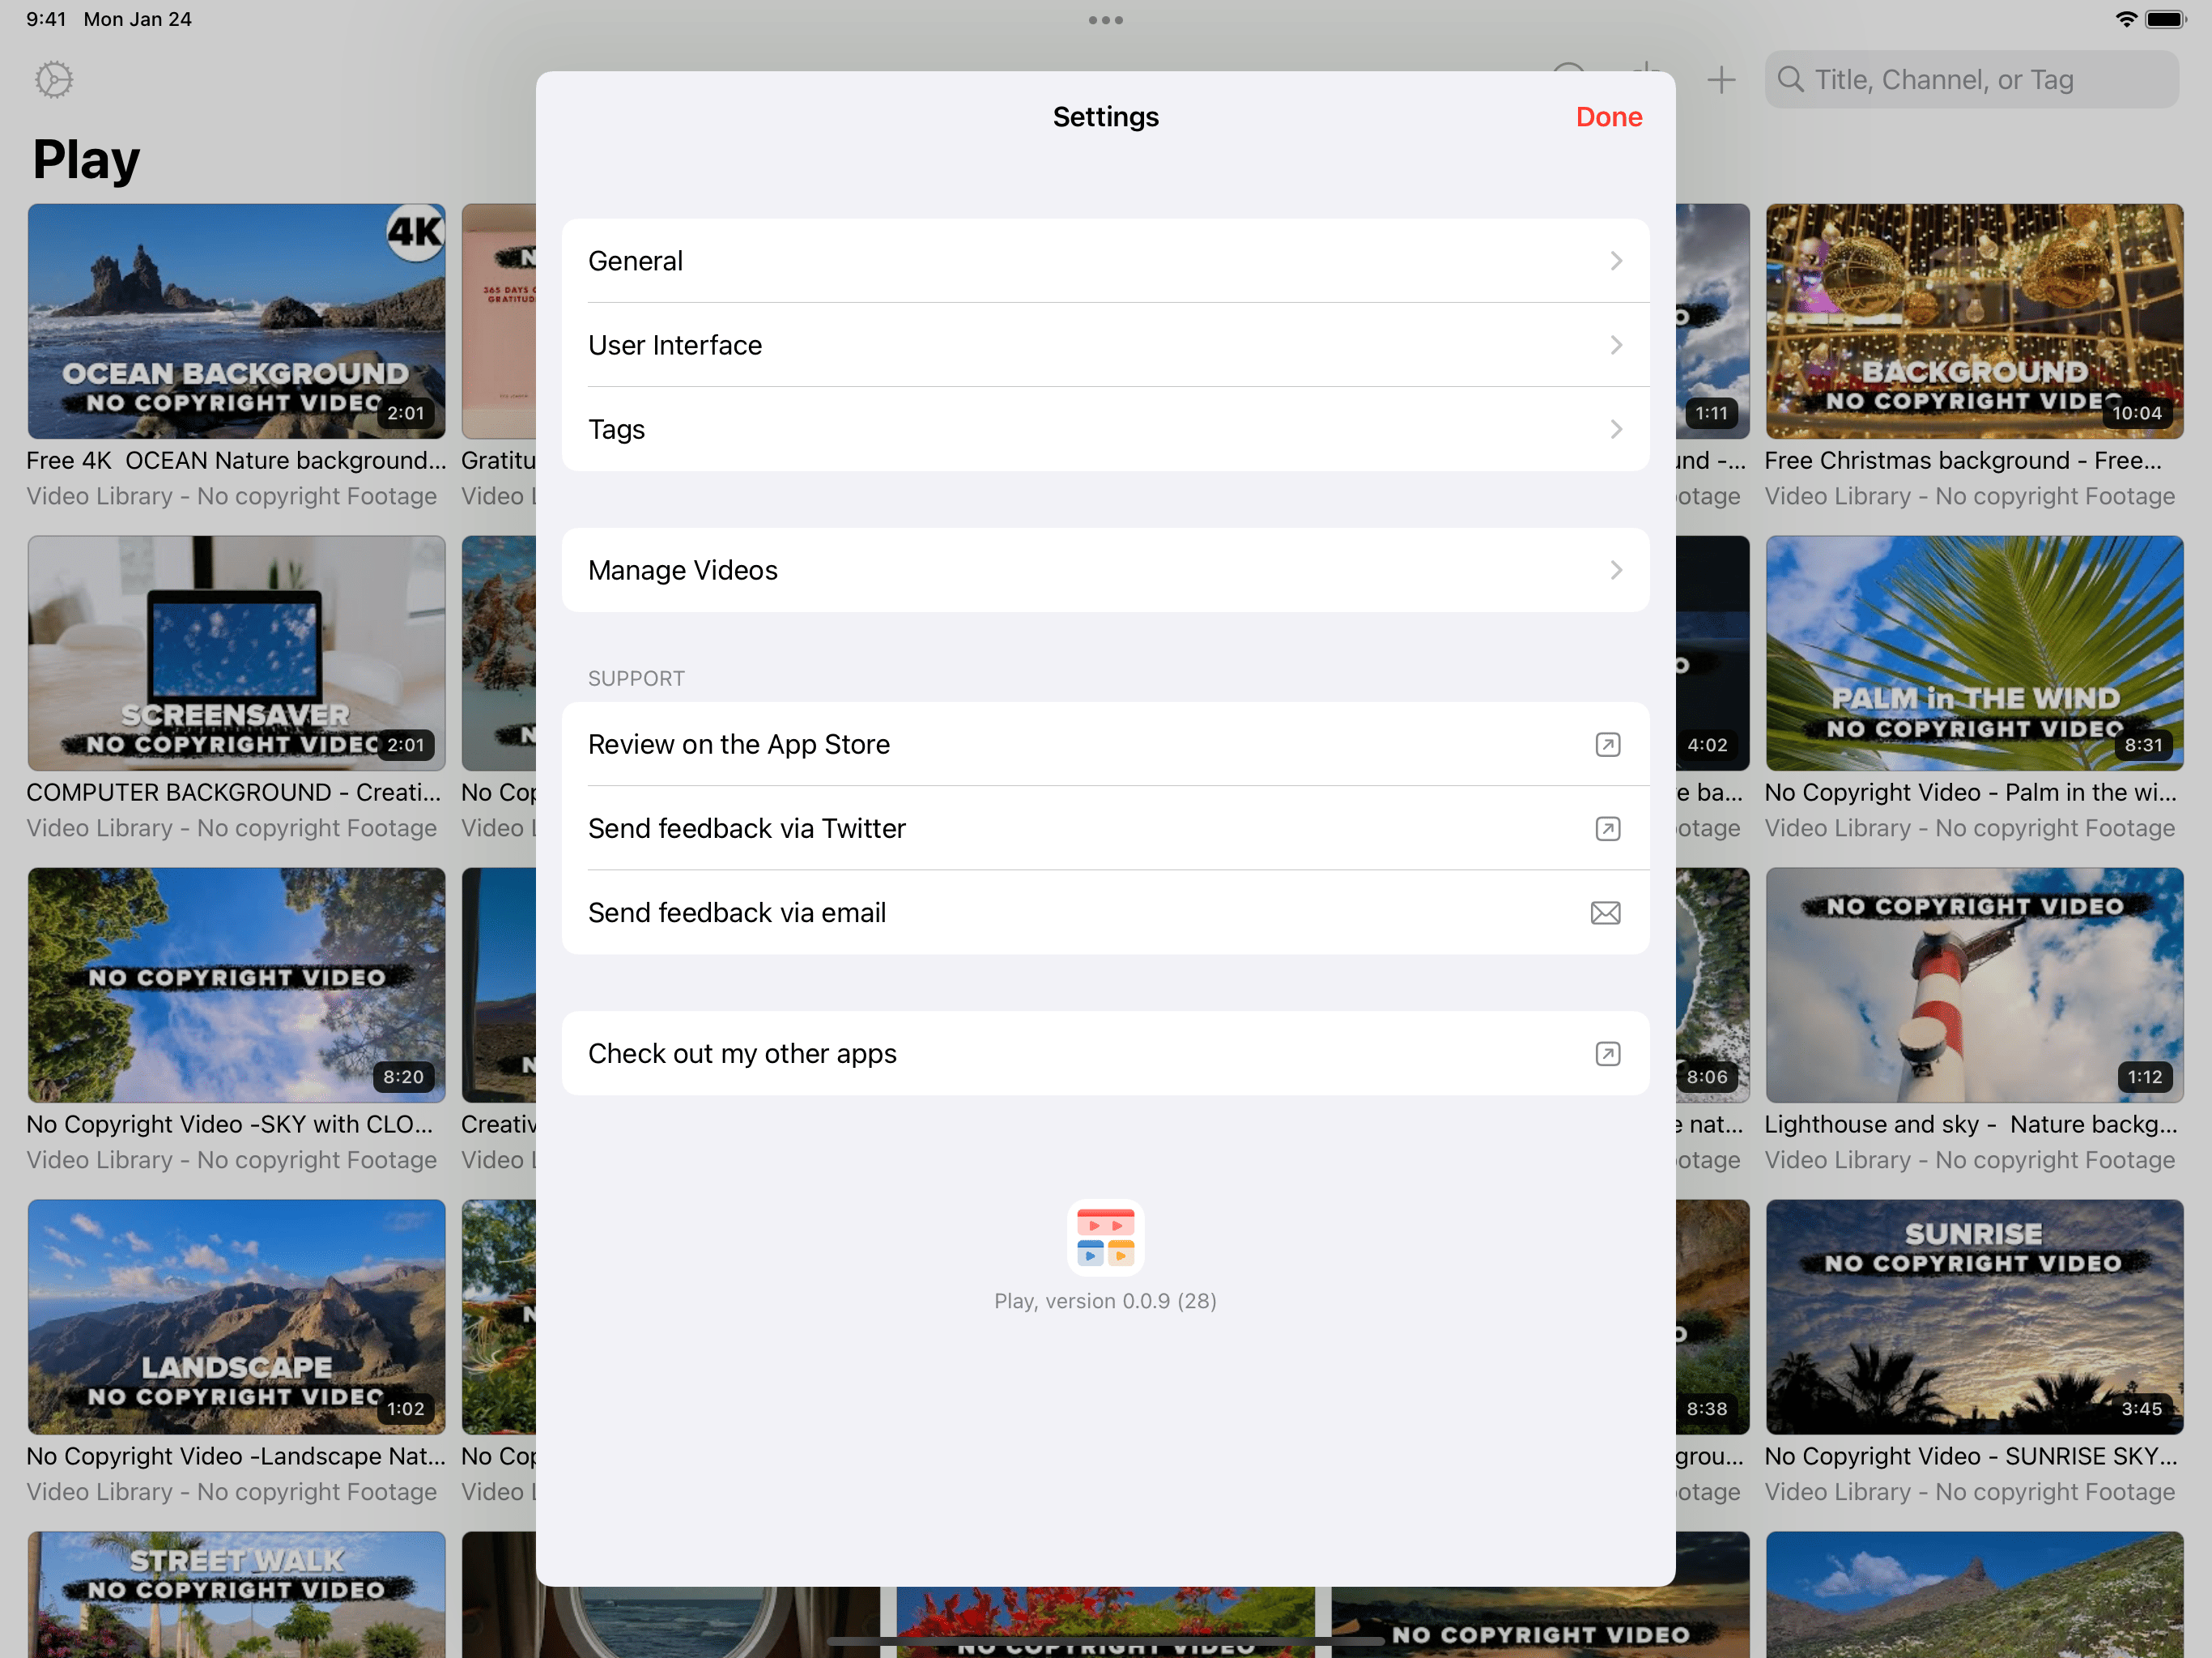 9:41 Mon Jan 24
Title, Channel, or Tag
Settings
Done
Play
General
User Interface
Tags
Manage Videos
SUPPORT
Review on the App Store
Send feedback via Twitter
Send feedback via email
Check out my other apps
Play, version 0.0.9 (28)
4K
OCEAN BACKGROUND
NO COPYRIGHT VIDEO
2:01
Free 4K OCEAN Nature background...
Video Library - No copyright Footage
365 DAYS
GRATITUD
Gratitu
Video
1:11
und -...
otage
BACKGROUND
NO COPYRIGHT VIDEO
10:04
Free Christmas background - Free...
Video Library - No copyright Footage
SCREENSAVER
NO COPYRIGHT VIDEO
2:01
COMPUTER BACKGROUND - Creati...
Video Library - No copyright Footage
No Cop
Video
4:02
e ba...
otage
PALM in THE WIND
NO COPYRIGHT VIDEO
8:31
No Copyright Video - Palm in the wi...
Video Library - No copyright Footage
NO COPYRIGHT VIDEO
8:20
No Copyright Video -SKY with CLO...
Video Library - No copyright Footage
Creativ
Video
8:06
e nat...
otage
NO COPYRIGHT VIDEO
1:12
Lighthouse and sky - Nature backg...
Video Library - No copyright Footage
LANDSCAPE
NO COPYRIGHT VIDEO
1:02
No Copyright Video -Landscape Nat...
Video Library - No copyright Footage
No Cop
Video
8:38
grou...
otage
SUNRISE
NO COPYRIGHT VIDEO
3:45
No Copyright Video - SUNRISE SKY...
Video Library - No copyright Footage
STREET WALK
NO COPYRIGHT VIDEO
NO COPYRIGHT VIDEO
NO COPYRIGHT VIDEO